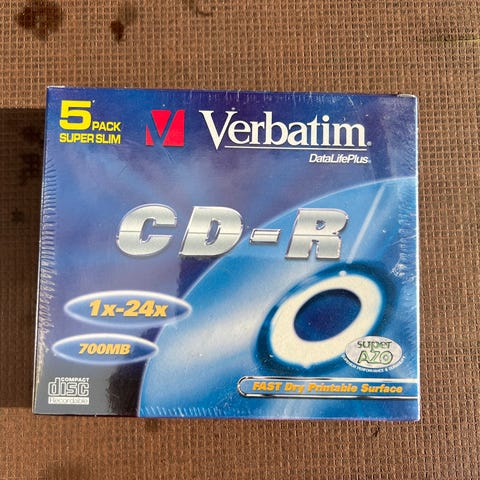 5 PACK
SUPER SLIM
Verbatim
DataLifePlus
CD-R
1x-24x
700MB
COMPACT
disc
Recordable
super
AZO
FAST Dry Printable Surface